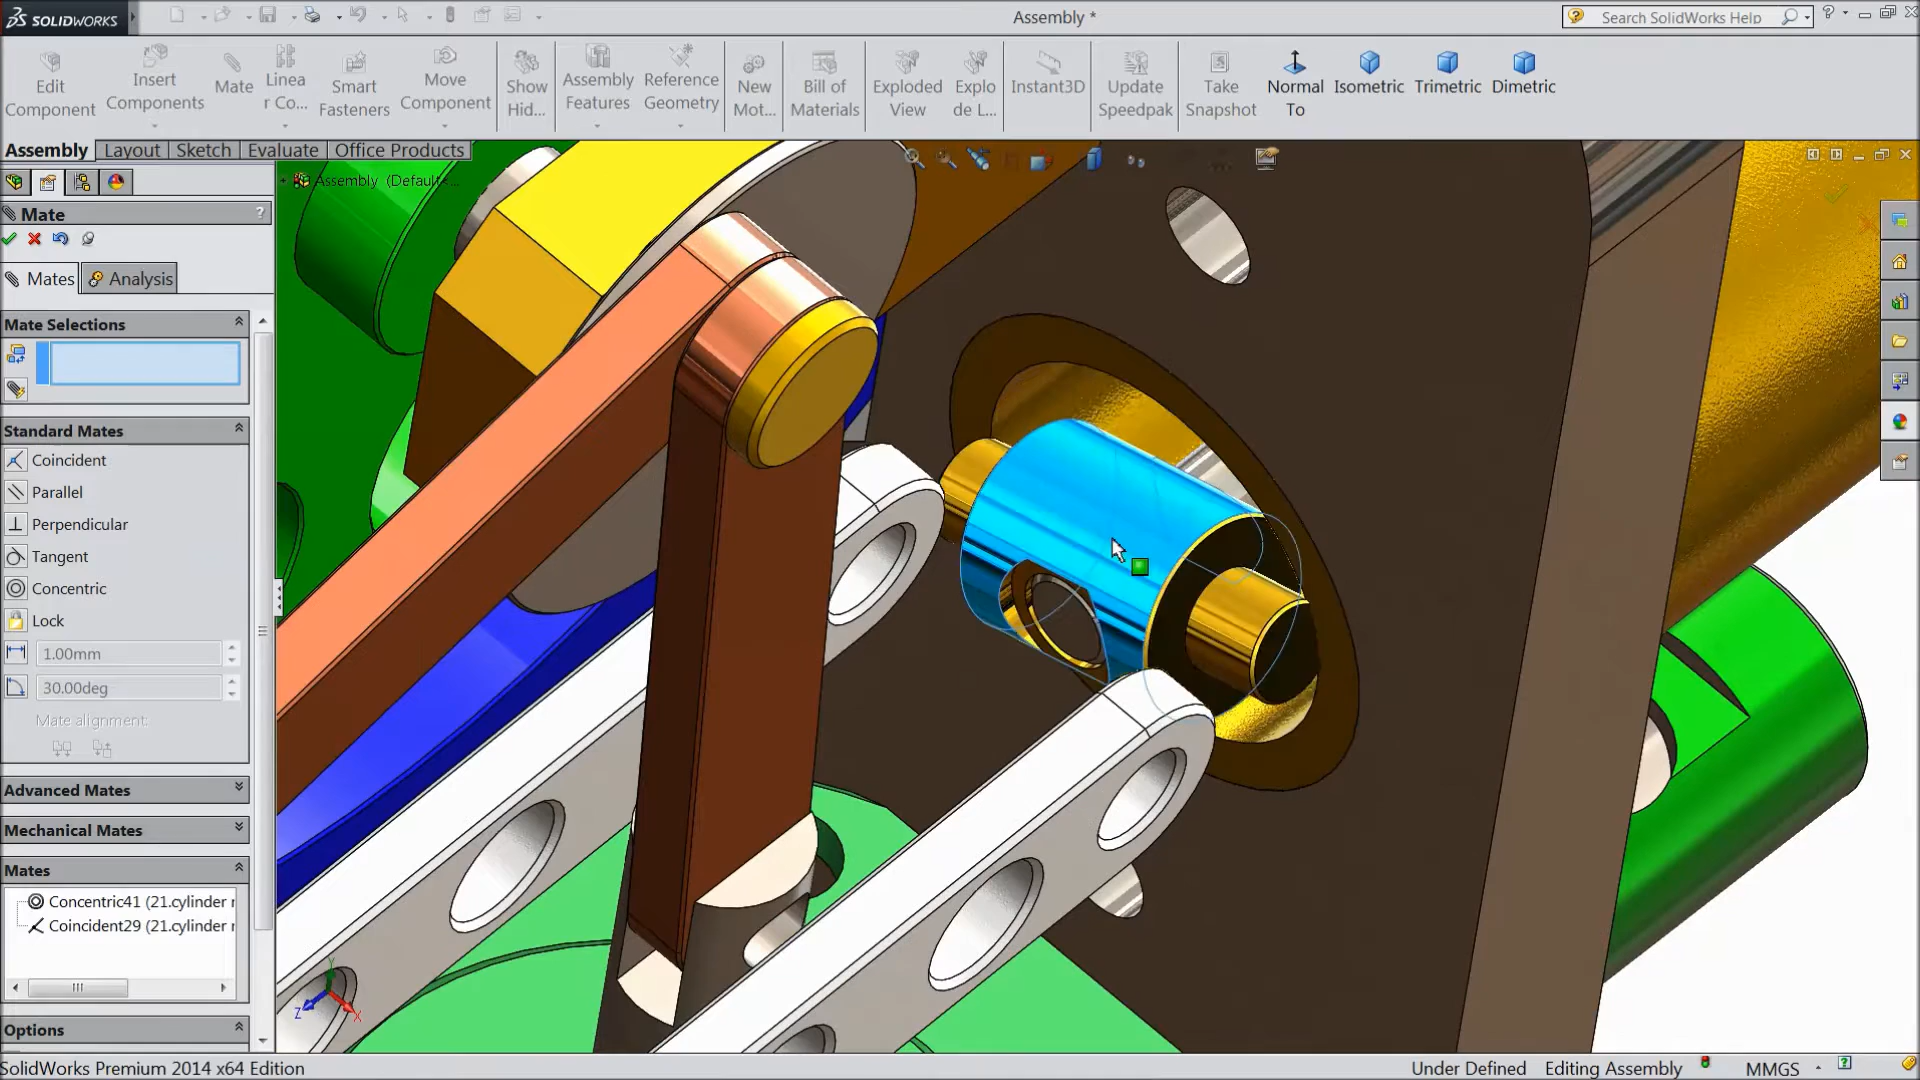 SOLIDWORKS
Assembly *
Search SolidWorks Help
Edit Component
Insert Components
Mate
Linea r Co...
Smart Fasteners
Move Component
Show Hid...
Assembly Features
Reference Geometry
New Mot...
Bill of Materials
Exploded View
Explo de L...
Instant3D
Update Speedpak
Take Snapshot
Normal To
Isometric
Trimetric
Dimetric
Assembly
Layout
Sketch
Evaluate
Office Products
Assembly (Default<...
Mate
?
Mates
Analysis
Mate Selections
Standard Mates
Coincident
Parallel
Perpendicular
Tangent
Concentric
Lock
1.00mm
30.00deg
Mate alignment:
Advanced Mates
Mechanical Mates
Mates
Concentric41 (21.cylinder r
Coincident29 (21.cylinder r
Y
Z
X
Options
SolidWorks Premium 2014 x64 Edition
Under Defined
Editing Assembly
MMGS